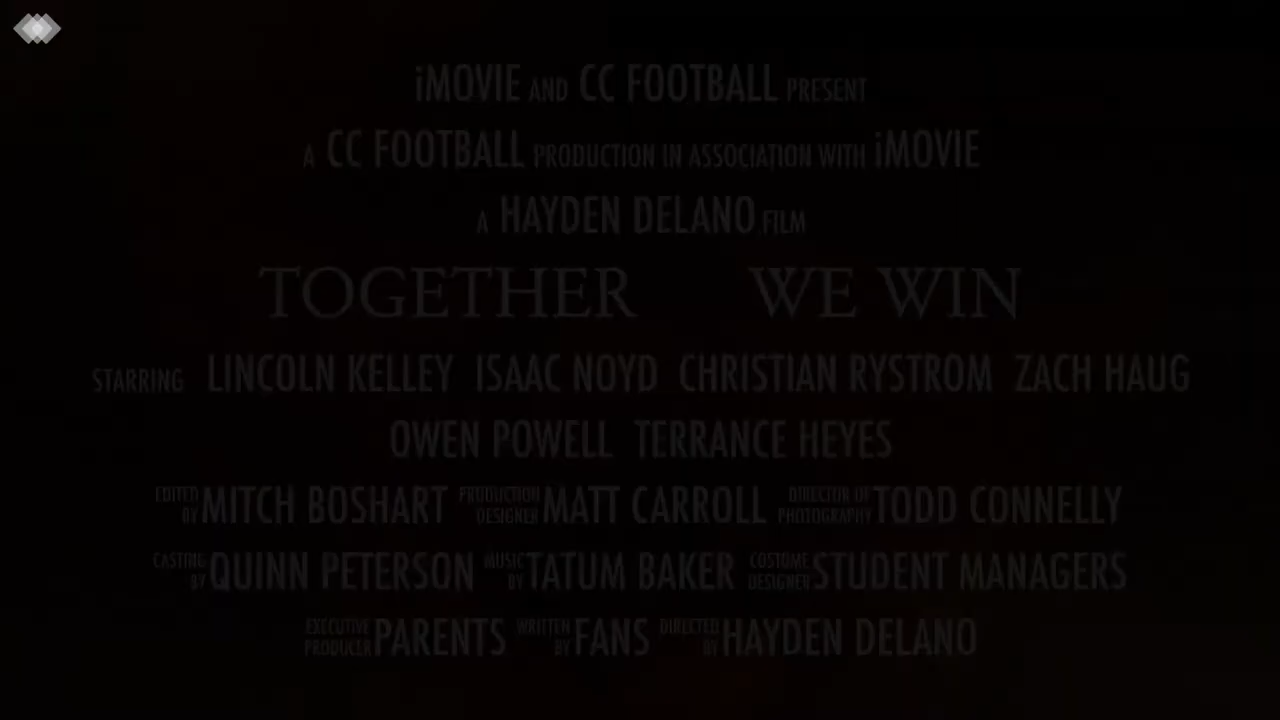 iMOVIE AND CC FOOTBALL PRESENT
A CC FOOTBALL PRODUCTION IN ASSOCIATION WITH iMOVIE
A HAYDEN DELANO FILM
TOGETHER WE WIN
STARRING LINCOLN KELLEY ISAAC NOYD CHRISTIAN RYSTROM ZACH HAUG
OWEN POWELL TERRANCE HEYES
EDITED BY MITCH BOSHART PRODUCTION DESIGNER MATT CARROLL DIRECTOR OF PHOTOGRAPHY TODD CONNELLY
CASTING BY QUINN PETERSON MUSIC BY TATUM BAKER COSTUME DESIGNER STUDENT MANAGERS
EXECUTIVE PRODUCER PARENTS WRITTEN BY FANS DIRECTED BY HAYDEN DELANO